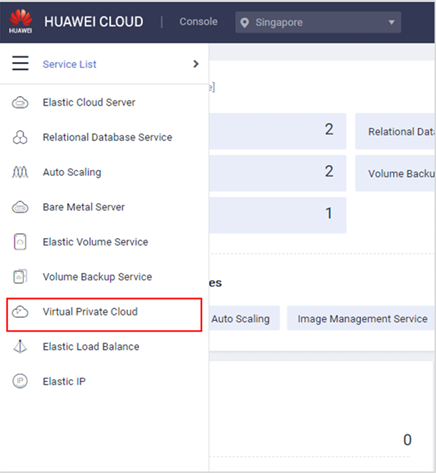 HUAWEI
HUAWEI CLOUD
Console
Singapore
Service List
Elastic Cloud Server
Relational Database Service
Auto Scaling
Bare Metal Server
Elastic Volume Service
Volume Backup Service
Virtual Private Cloud
Elastic Load Balance
Elastic IP
IP
e]
2
Relational Data
2
Volume Backu
1
es
Auto Scaling
Image Management Service
0